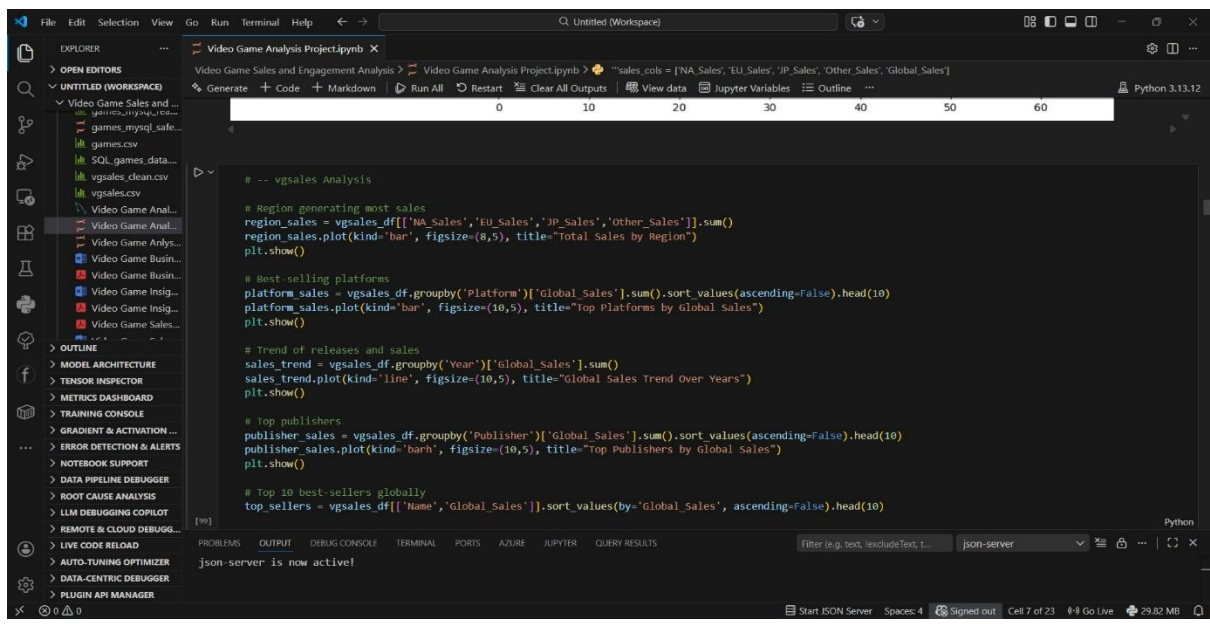 File Edit Selection View Go Run Terminal Help
Untitled (Workspace)
EXPLORER ...
Video Game Analysis Project.ipynb
OPEN EDITORS
Video Game Sales and Engagement Analysis > Video Game Analysis Project.ipynb > '''sales_cols = ['NA_Sales', 'EU_Sales', 'JP_Sales', 'Other_Sales', 'Global_Sales']
UNTITLED (WORKSPACE)
Generate + Code + Markdown Run All Restart Clear All Outputs View data Jupyter Variables Outline ...
Python 3.13.12
Video Game Sales and ...
0 10 20 30 40 50 60
games_mysql_safe...
games.csv
SQL_games_data....
vgsales_clean.csv
vgsales.csv
Video Game Anal...
Video Game Anal...
Video Game Anlys...
Video Game Busin...
Video Game Busin...
Video Game Insig...
Video Game Insig...
Video Game Sales...
OUTLINE
MODEL ARCHITECTURE
TENSOR INSPECTOR
METRICS DASHBOARD
TRAINING CONSOLE
GRADIENT & ACTIVATION ...
ERROR DETECTION & ALERTS
NOTEBOOK SUPPORT
DATA PIPELINE DEBUGGER
ROOT CAUSE ANALYSIS
LLM DEBUGGING COPILOT
REMOTE & CLOUD DEBUGG...
LIVE CODE RELOAD
AUTO-TUNING OPTIMIZER
DATA-CENTRIC DEBUGGER
PLUGIN API MANAGER
# -- vgsales Analysis
# Region generating most sales
region_sales = vgsales_df[['NA_Sales','EU_Sales','JP_Sales','Other_Sales']].sum()
region_sales.plot(kind='bar', figsize=(8,5), title="Total Sales by Region")
plt.show()
# Best-selling platforms
platform_sales = vgsales_df.groupby('Platform')['Global_Sales'].sum().sort_values(ascending=False).head(10)
platform_sales.plot(kind='bar', figsize=(10,5), title="Top Platforms by Global Sales")
plt.show()
# Trend of releases and sales
sales_trend = vgsales_df.groupby('Year')['Global_Sales'].sum()
sales_trend.plot(kind='line', figsize=(10,5), title="Global Sales Trend Over Years")
plt.show()
# Top publishers
publisher_sales = vgsales_df.groupby('Publisher')['Global_Sales'].sum().sort_values(ascending=False).head(10)
publisher_sales.plot(kind='barh', figsize=(10,5), title="Top Publishers by Global Sales")
plt.show()
# Top 10 best-sellers globally
top_sellers = vgsales_df[['Name','Global_Sales']].sort_values(by='Global_Sales', ascending=False).head(10)
[99]
Python
PROBLEMS OUTPUT DEBUG CONSOLE TERMINAL PORTS AZURE JUPYTER QUERY RESULTS
Filter (e.g. text, !excludeText, t...
json-server
json-server is now active!
0 0
Start JSON Server Spaces: 4 Signed out Cell 7 of 23 Go Live 29.82 MB